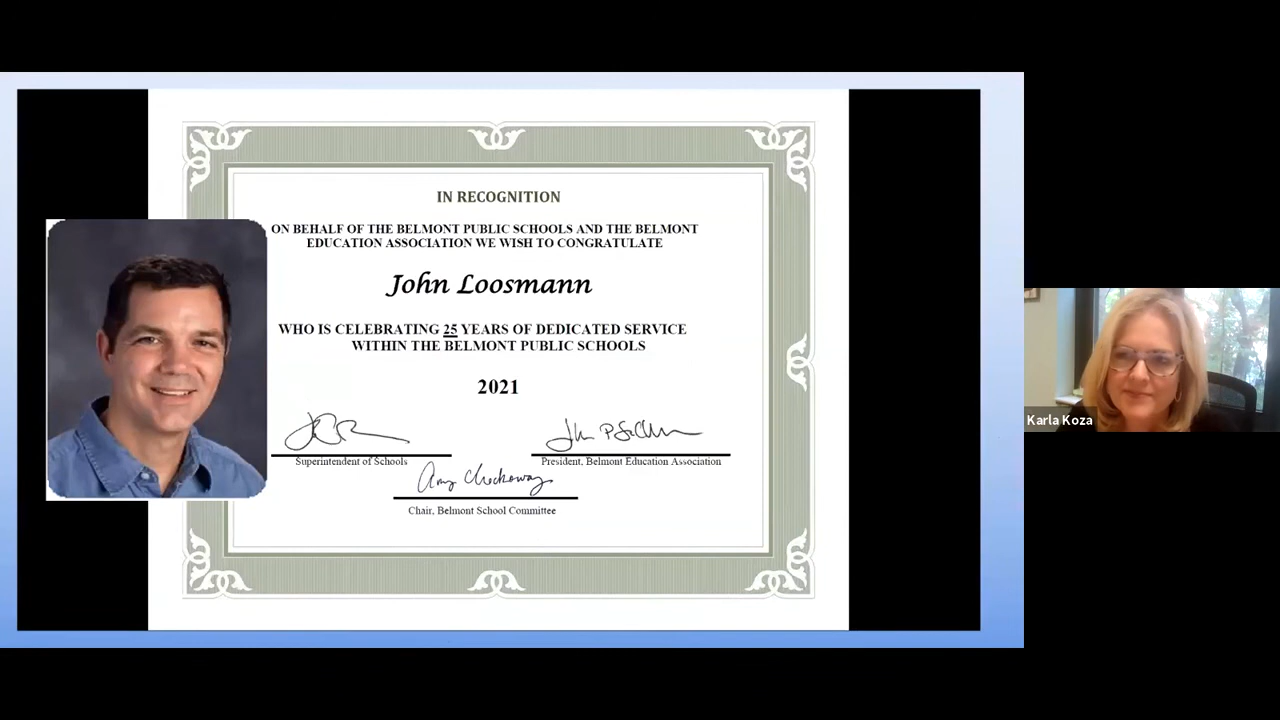 IN RECOGNITION
ON BEHALF OF THE BELMONT PUBLIC SCHOOLS AND THE BELMONT
EDUCATION ASSOCIATION WE WISH TO CONGRATULATE
John Loosmann
WHO IS CELEBRATING 25 YEARS OF DEDICATED SERVICE
WITHIN THE BELMONT PUBLIC SCHOOLS
2021
Superintendent of Schools
President, Belmont Education Association
Amy Checkoway
Chair, Belmont School Committee
Karla Koza